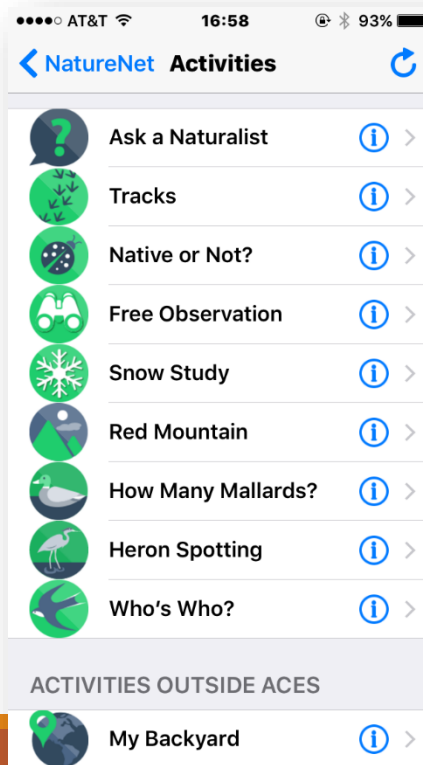 AT&T 16:58 93%
NatureNet Activities
Ask a Naturalist
Tracks
Native or Not?
Free Observation
Snow Study
Red Mountain
How Many Mallards?
Heron Spotting
Who's Who?
ACTIVITIES OUTSIDE ACES
My Backyard